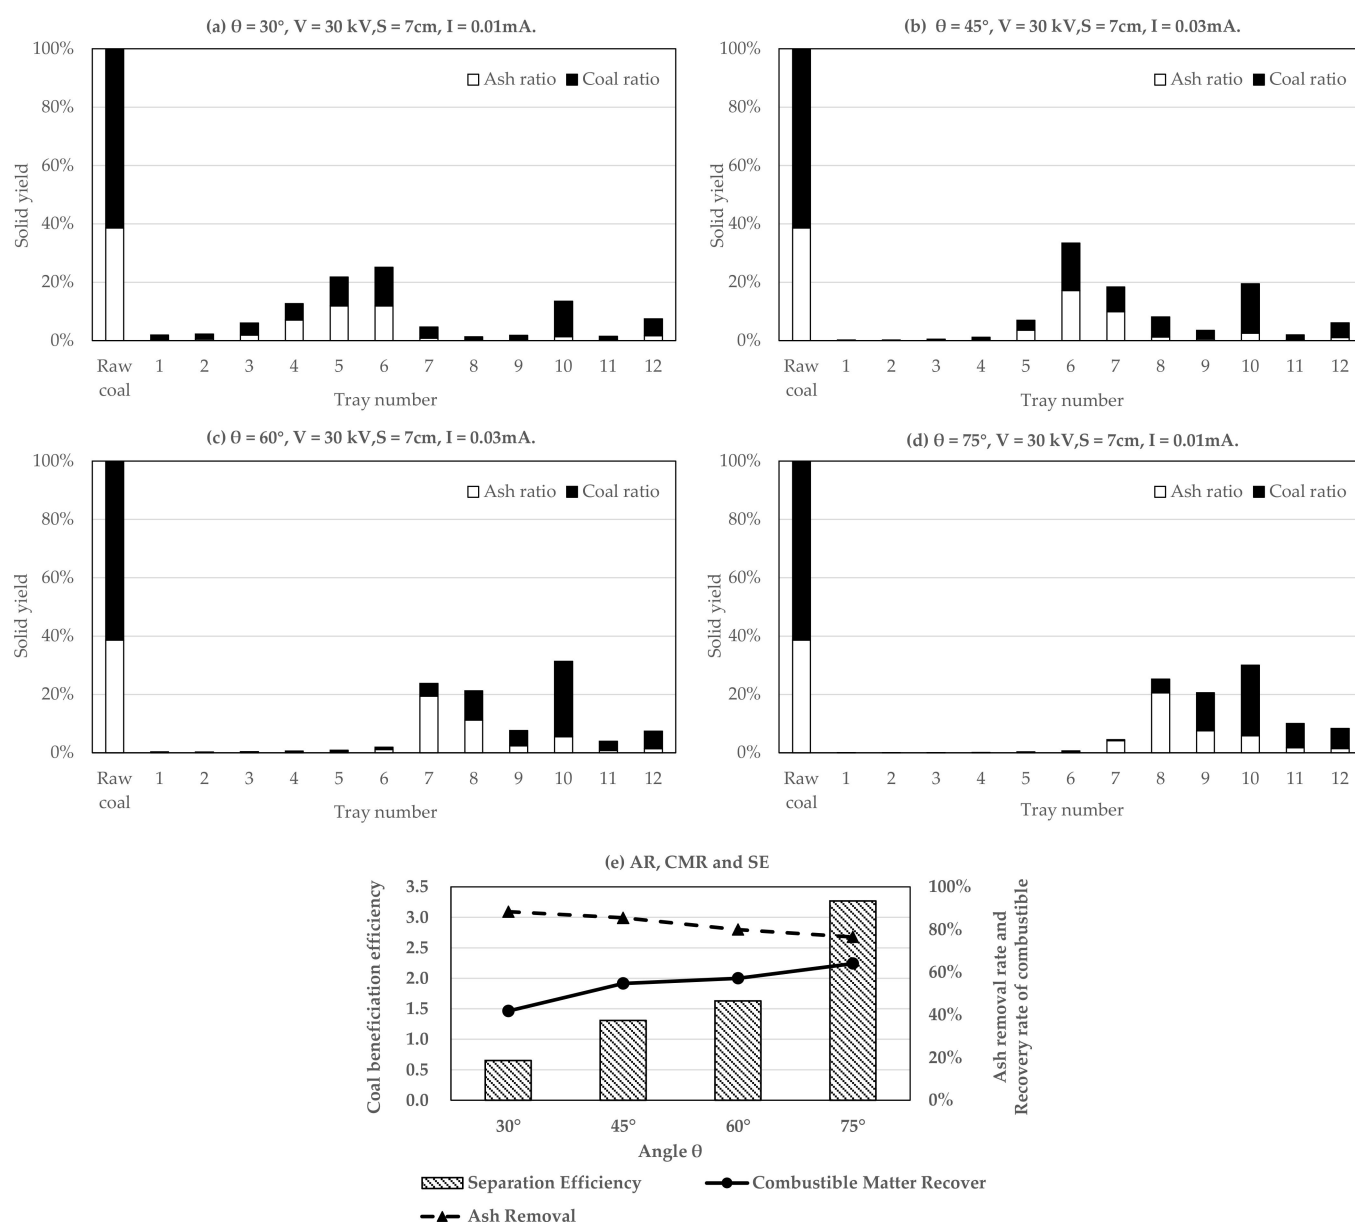 (a) θ = 30°, V = 30 kV,S = 7cm, I = 0.01mA.
100%
80%
60%
40%
20%
0%
Solid yield
Ash ratio Coal ratio
Raw coal 1 2 3 4 5 6 7 8 9 10 11 12
Tray number
(b) θ = 45°, V = 30 kV,S = 7cm, I = 0.03mA.
100%
80%
60%
40%
20%
0%
Solid yield
Ash ratio Coal ratio
Raw coal 1 2 3 4 5 6 7 8 9 10 11 12
Tray number
(c) θ = 60°, V = 30 kV,S = 7cm, I = 0.03mA.
100%
80%
60%
40%
20%
0%
Solid yield
Ash ratio Coal ratio
Raw coal 1 2 3 4 5 6 7 8 9 10 11 12
Tray number
(d) θ = 75°, V = 30 kV,S = 7cm, I = 0.01mA.
100%
80%
60%
40%
20%
0%
Solid yield
Ash ratio Coal ratio
Raw coal 1 2 3 4 5 6 7 8 9 10 11 12
Tray number
(e) AR, CMR and SE
Coal beneficiation efficiency
3.5
3.0
2.5
2.0
1.5
1.0
0.5
0.0
100%
80%
60%
40%
20%
0%
Ash removal rate and
Recovery rate of combustible
30° 45° 60° 75°
Angle θ
Separation Efficiency Combustible Matter Recover
Ash Removal